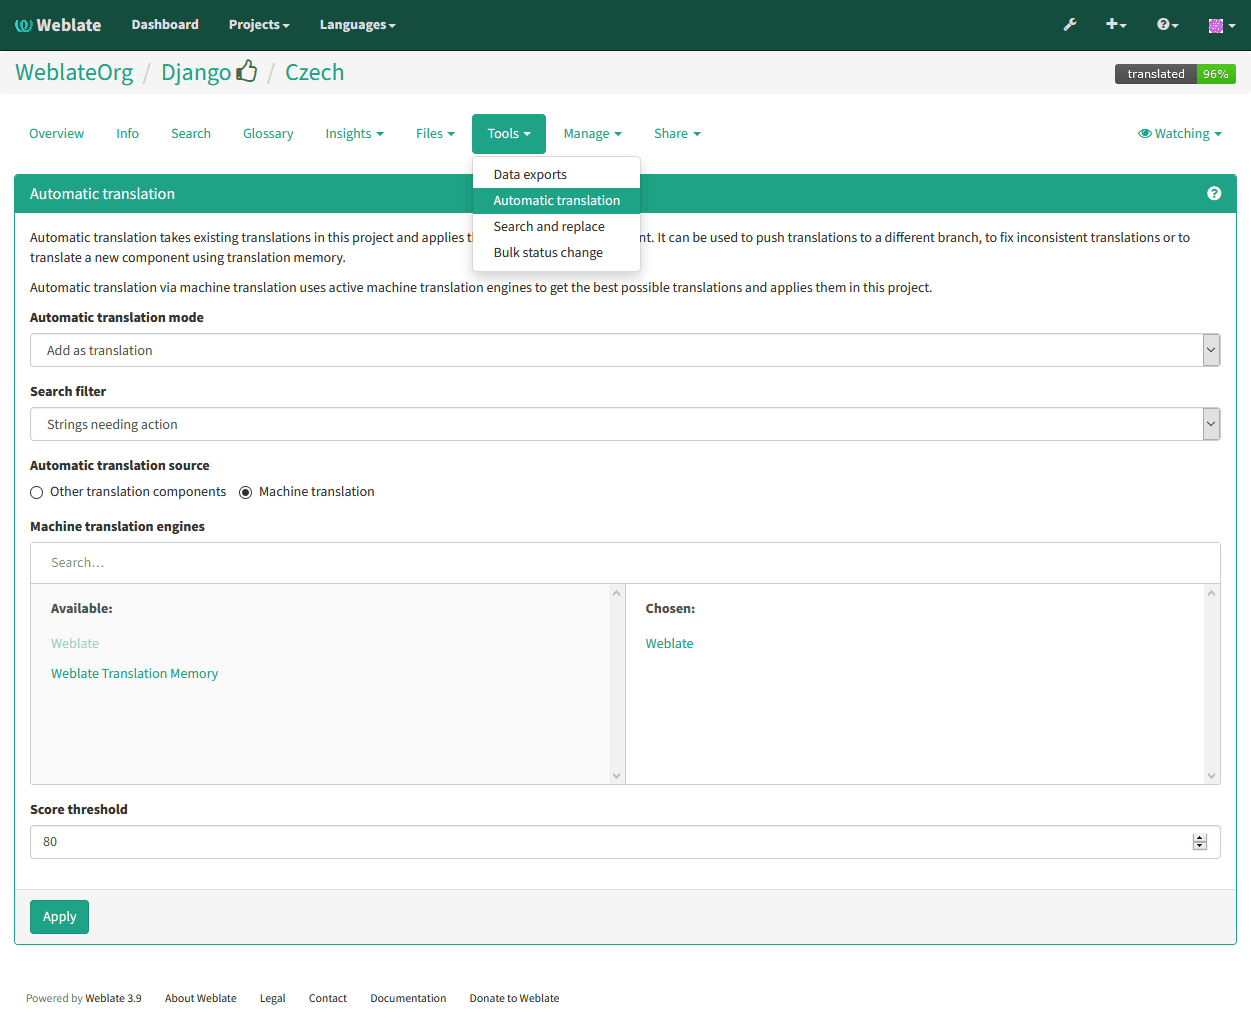 Weblate Dashboard Projects Languages
WeblateOrg / Django / Czech translated 96%
Overview Info Search Glossary Insights Files Tools Manage Share Watching
Data exports
Automatic translation
Search and replace
Bulk status change
Automatic translation
Automatic translation takes existing translations in this project and applies nt. It can be used to push translations to a different branch, to fix inconsistent translations or to
translate a new component using translation memory.
Automatic translation via machine translation uses active machine translation engines to get the best possible translations and applies them in this project.
Automatic translation mode
Add as translation
Search filter
Strings needing action
Automatic translation source
Other translation components Machine translation
Machine translation engines
Search…
Available: Chosen:
Weblate Weblate
Weblate Translation Memory
Score threshold
80
Apply
Powered by Weblate 3.9 About Weblate Legal Contact Documentation Donate to Weblate